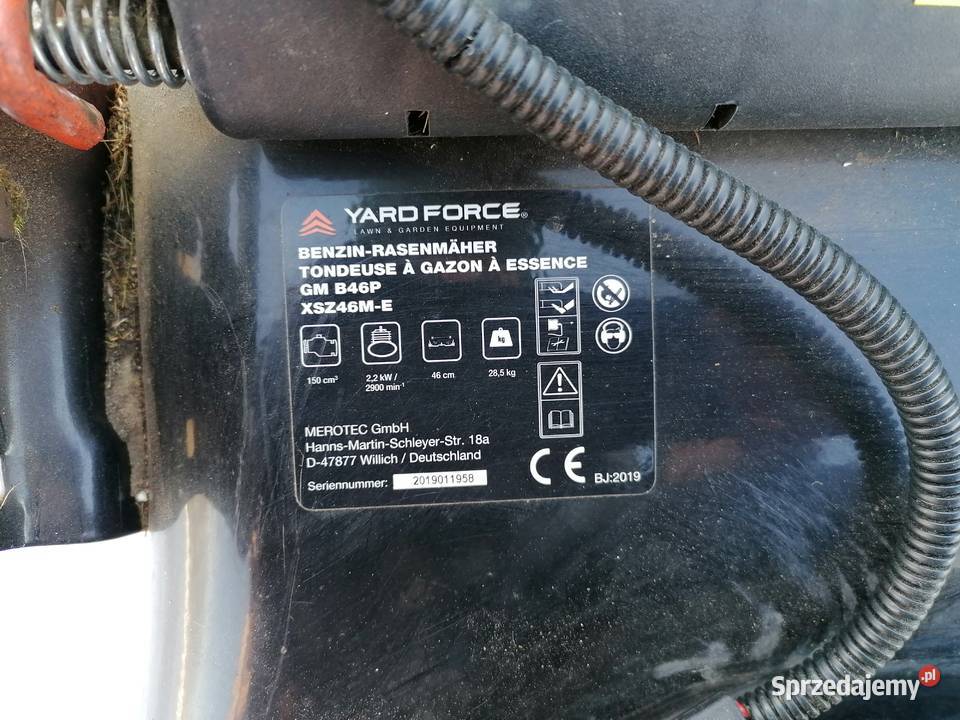 YARD FORCE®
LAWN & GARDEN EQUIPMENT
BENZIN-RASENMÄHER
TONDEUSE À GAZON À ESSENCE
GM B46P
XSZ46M-E
kg
150 cm³ 2,2 kW / 2900 min⁻¹ 46 cm 28,5 kg
MEROTEC GmbH
Hanns-Martin-Schleyer-Str. 18a
D-47877 Willich / Deutschland
Seriennummer: 2019011958
CE BJ:2019
Sprzedajemy.pl